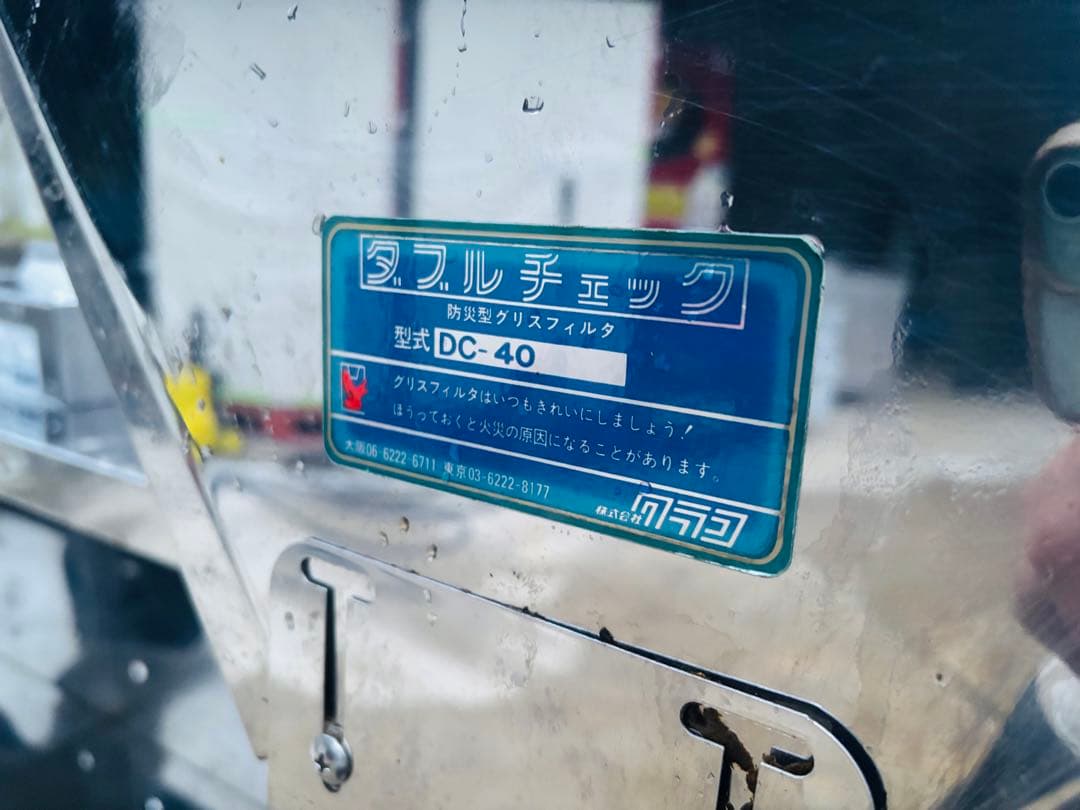 ダブルチェック
防災型グリスフィルタ
型式 DC-40
グリスフィルタはいつもきれいにしましょう!
ほうっておくと火災の原因になることがあります。
大阪06-6222-6711 東京03-6222-8177
株式会社クラコ